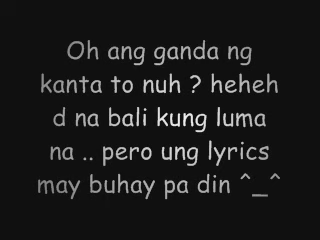 Oh ang ganda ng
kanta to nuh ? heheh
d na bali kung luma
na .. pero ung lyrics
may buhay pa din ^_^